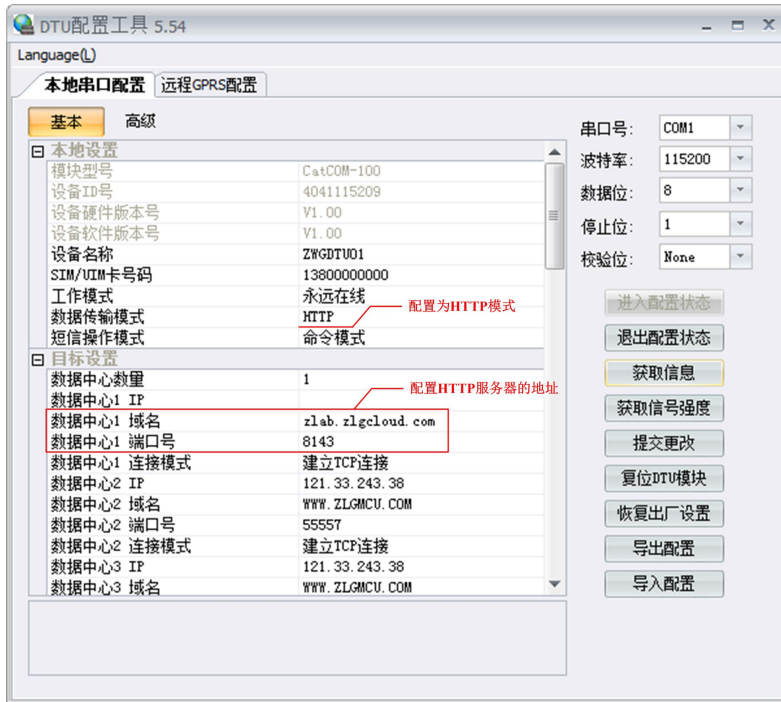 DTU配置工具 5.54
Language(L)
本地串口配置 远程GPRS配置
基本 高级
本地设置
模块型号 CatCOM-100
设备ID号 4041115209
设备硬件版本号 V1.00
设备软件版本号 V1.00
设备名称 ZWGDTU01
SIM/UIM卡号码 13800000000
工作模式 永远在线
数据传输模式 HTTP
配置为HTTP模式
短信操作模式 命令模式
目标设置
数据中心数量 1
配置HTTP服务器的地址
数据中心1 IP
数据中心1 域名 zlab.zlgcloud.com
数据中心1 端口号 8143
数据中心1 连接模式 建立TCP连接
数据中心2 IP 121.33.243.38
数据中心2 域名 WWW.ZLGMCU.COM
数据中心2 端口号 55557
数据中心2 连接模式 建立TCP连接
数据中心3 IP 121.33.243.38
数据中心3 域名 WWW.ZLGMCU.COM
串口号: COM1
波特率: 115200
数据位: 8
停止位: 1
校验位: None
进入配置状态
退出配置状态
获取信息
获取信号强度
提交更改
复位DTU模块
恢复出厂设置
导出配置
导入配置